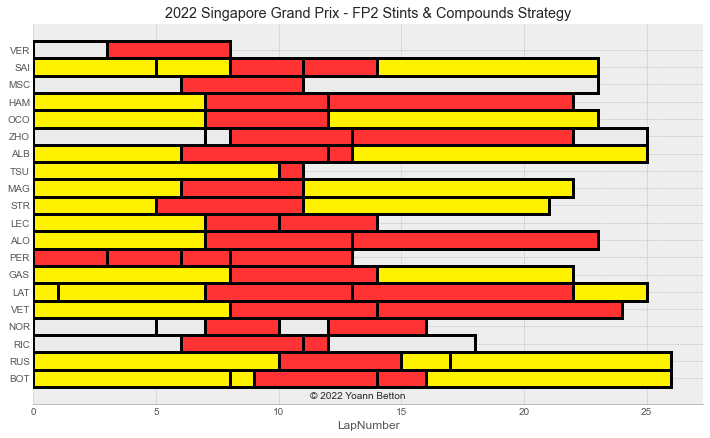 2022 Singapore Grand Prix - FP2 Stints & Compounds Strategy
VER
SAI
MSC
HAM
OCO
ZHO
ALB
TSU
MAG
STR
LEC
ALO
PER
GAS
LAT
VET
NOR
RIC
RUS
BOT
© 2022 Yoann Betton
0 5 10 15 20 25
LapNumber